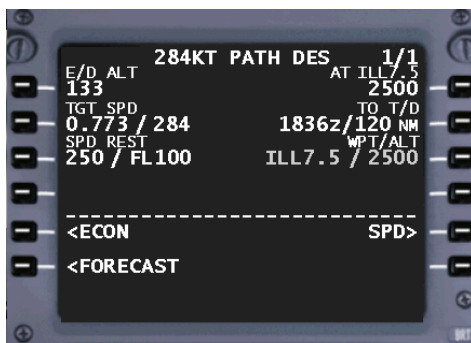 284KT PATH DES 1/1
E/D ALT AT ILL7.5
133 2500
TGT SPD TO T/D
0.773 / 284 1836z/120 NM
SPD REST WPT/ALT
250 / FL100 ILL7.5 / 2500
------------------------
<ECON SPD>
<FORECAST